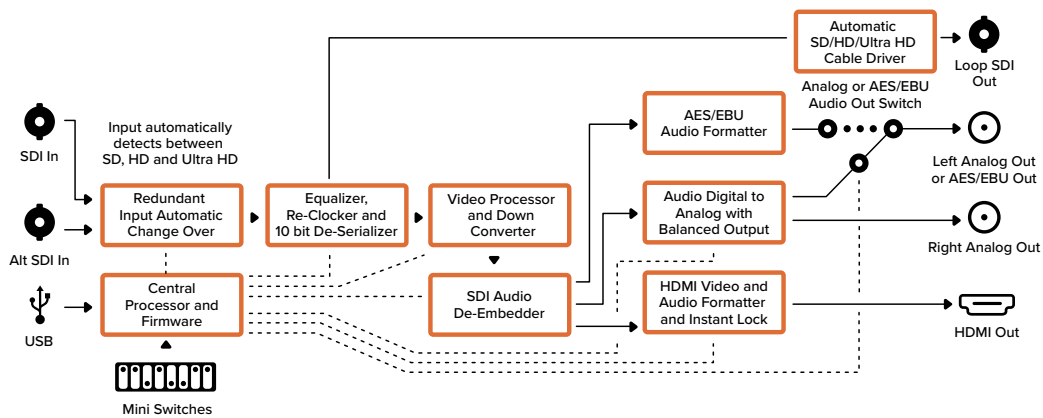 Automatic
SD/HD/Ultra HD
Cable Driver
Loop SDI
Out
Analog or AES/EBU
Audio Out Switch
AES/EBU
Audio Formatter
Left Analog Out
or AES/EBU Out
SDI In
Input automatically
detects between
SD, HD and Ultra HD
Redundant
Input Automatic
Change Over
Equalizer,
Re-Clocker and
10 bit De-Serializer
Video Processor
and Down
Converter
Audio Digital to
Analog with
Balanced Output
Right Analog Out
Alt SDI In
Central
Processor and
Firmware
SDI Audio
De-Embedder
HDMI Video and
Audio Formatter
and Instant Lock
HDMI Out
USB
Mini Switches